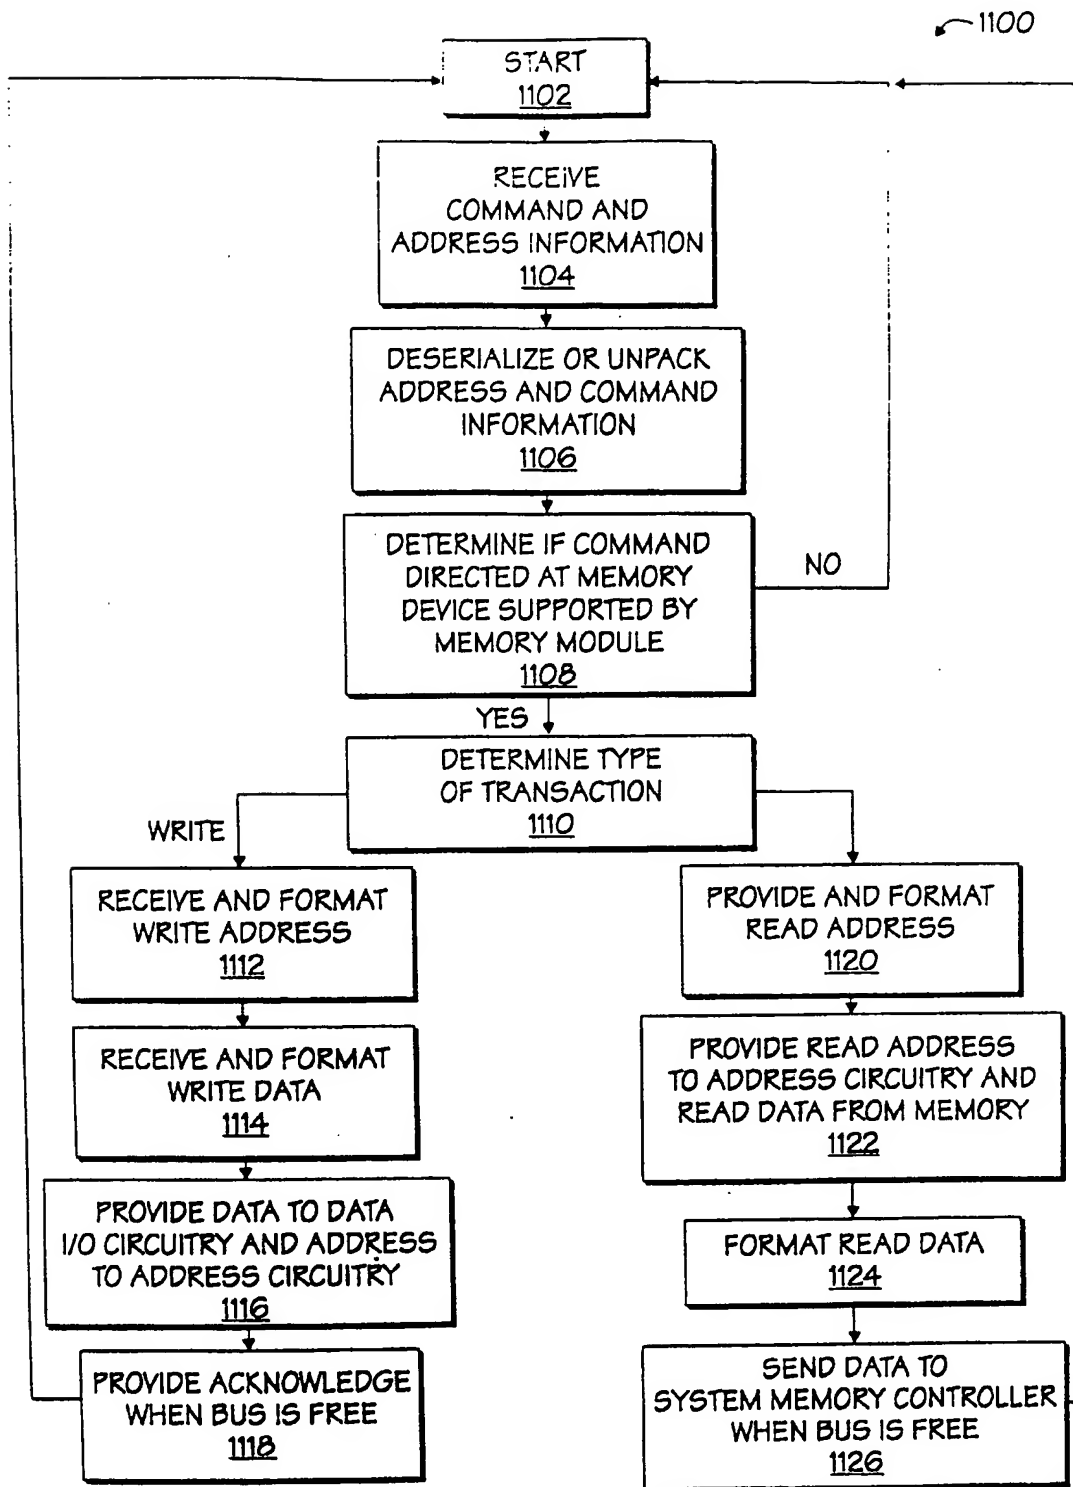 1100
START
1102
RECEIVE
COMMAND AND
ADDRESS INFORMATION
1104
DESERIALIZE OR UNPACK
ADDRESS AND COMMAND
INFORMATION
1106
DETERMINE IF COMMAND
DIRECTED AT MEMORY
DEVICE SUPPORTED BY
MEMORY MODULE
1108
NO
YES
DETERMINE TYPE
OF TRANSACTION
1110
WRITE
RECEIVE AND FORMAT
WRITE ADDRESS
1112
RECEIVE AND FORMAT
WRITE DATA
1114
PROVIDE DATA TO DATA
I/O CIRCUITRY AND ADDRESS
TO ADDRESS CIRCUITRY
1116
PROVIDE ACKNOWLEDGE
WHEN BUS IS FREE
1118
PROVIDE AND FORMAT
READ ADDRESS
1120
PROVIDE READ ADDRESS
TO ADDRESS CIRCUITRY AND
READ DATA FROM MEMORY
1122
FORMAT READ DATA
1124
SEND DATA TO
SYSTEM MEMORY CONTROLLER
WHEN BUS IS FREE
1126